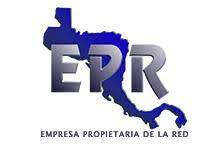 EPR
EMPRESA PROPIETARIA DE LA RED